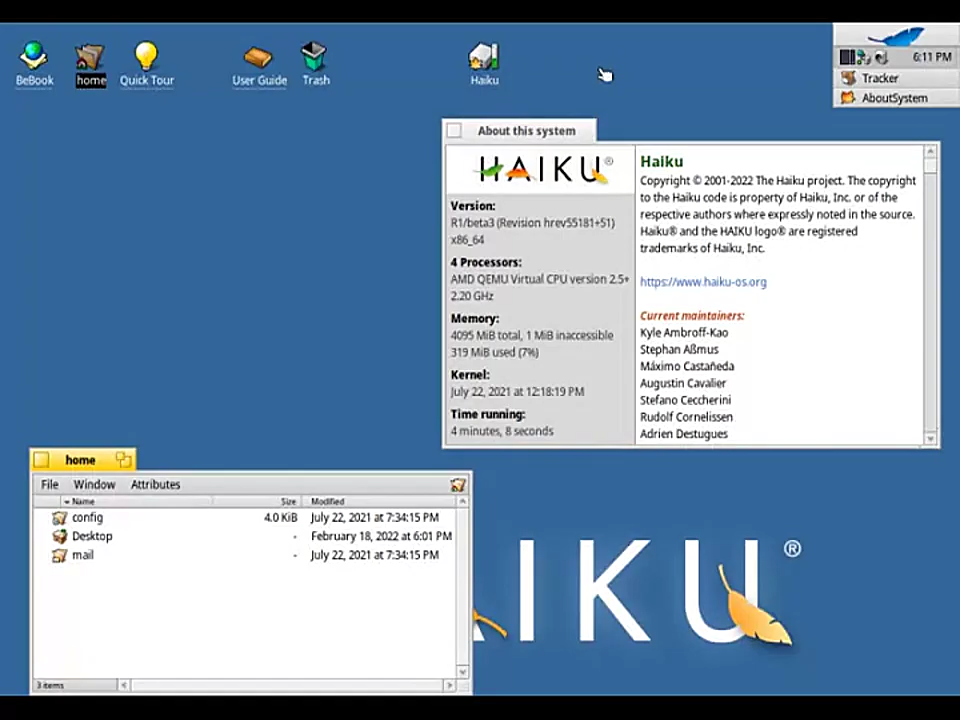 BeBook
home
Quick Tour
User Guide
Trash
Haiku
6:11 PM
Tracker
AboutSystem
About this system
HAIKU®
Version:
R1/beta3 (Revision hrev55181+51)
x86_64
4 Processors:
AMD QEMU Virtual CPU version 2.5+
2.20 GHz
Memory:
4095 MiB total, 1 MiB inaccessible
319 MiB used (7%)
Kernel:
July 22, 2021 at 12:18:19 PM
Time running:
4 minutes, 8 seconds
Haiku
Copyright © 2001-2022 The Haiku project. The copyright
to the Haiku code is property of Haiku, Inc. or of the
respective authors where expressly noted in the source.
Haiku® and the HAIKU logo® are registered
trademarks of Haiku, Inc.
https://www.haiku-os.org
Current maintainers:
Kyle Ambroff-Kao
Stephan Aßmus
Máximo Castañeda
Augustin Cavalier
Stefano Ceccherini
Rudolf Cornelissen
Adrien Destugues
home
File Window Attributes
Name Size Modified
config 4.0 KiB July 22, 2021 at 7:34:15 PM
Desktop - February 18, 2022 at 6:01 PM
mail - July 22, 2021 at 7:34:15 PM
3 items
AIKU®